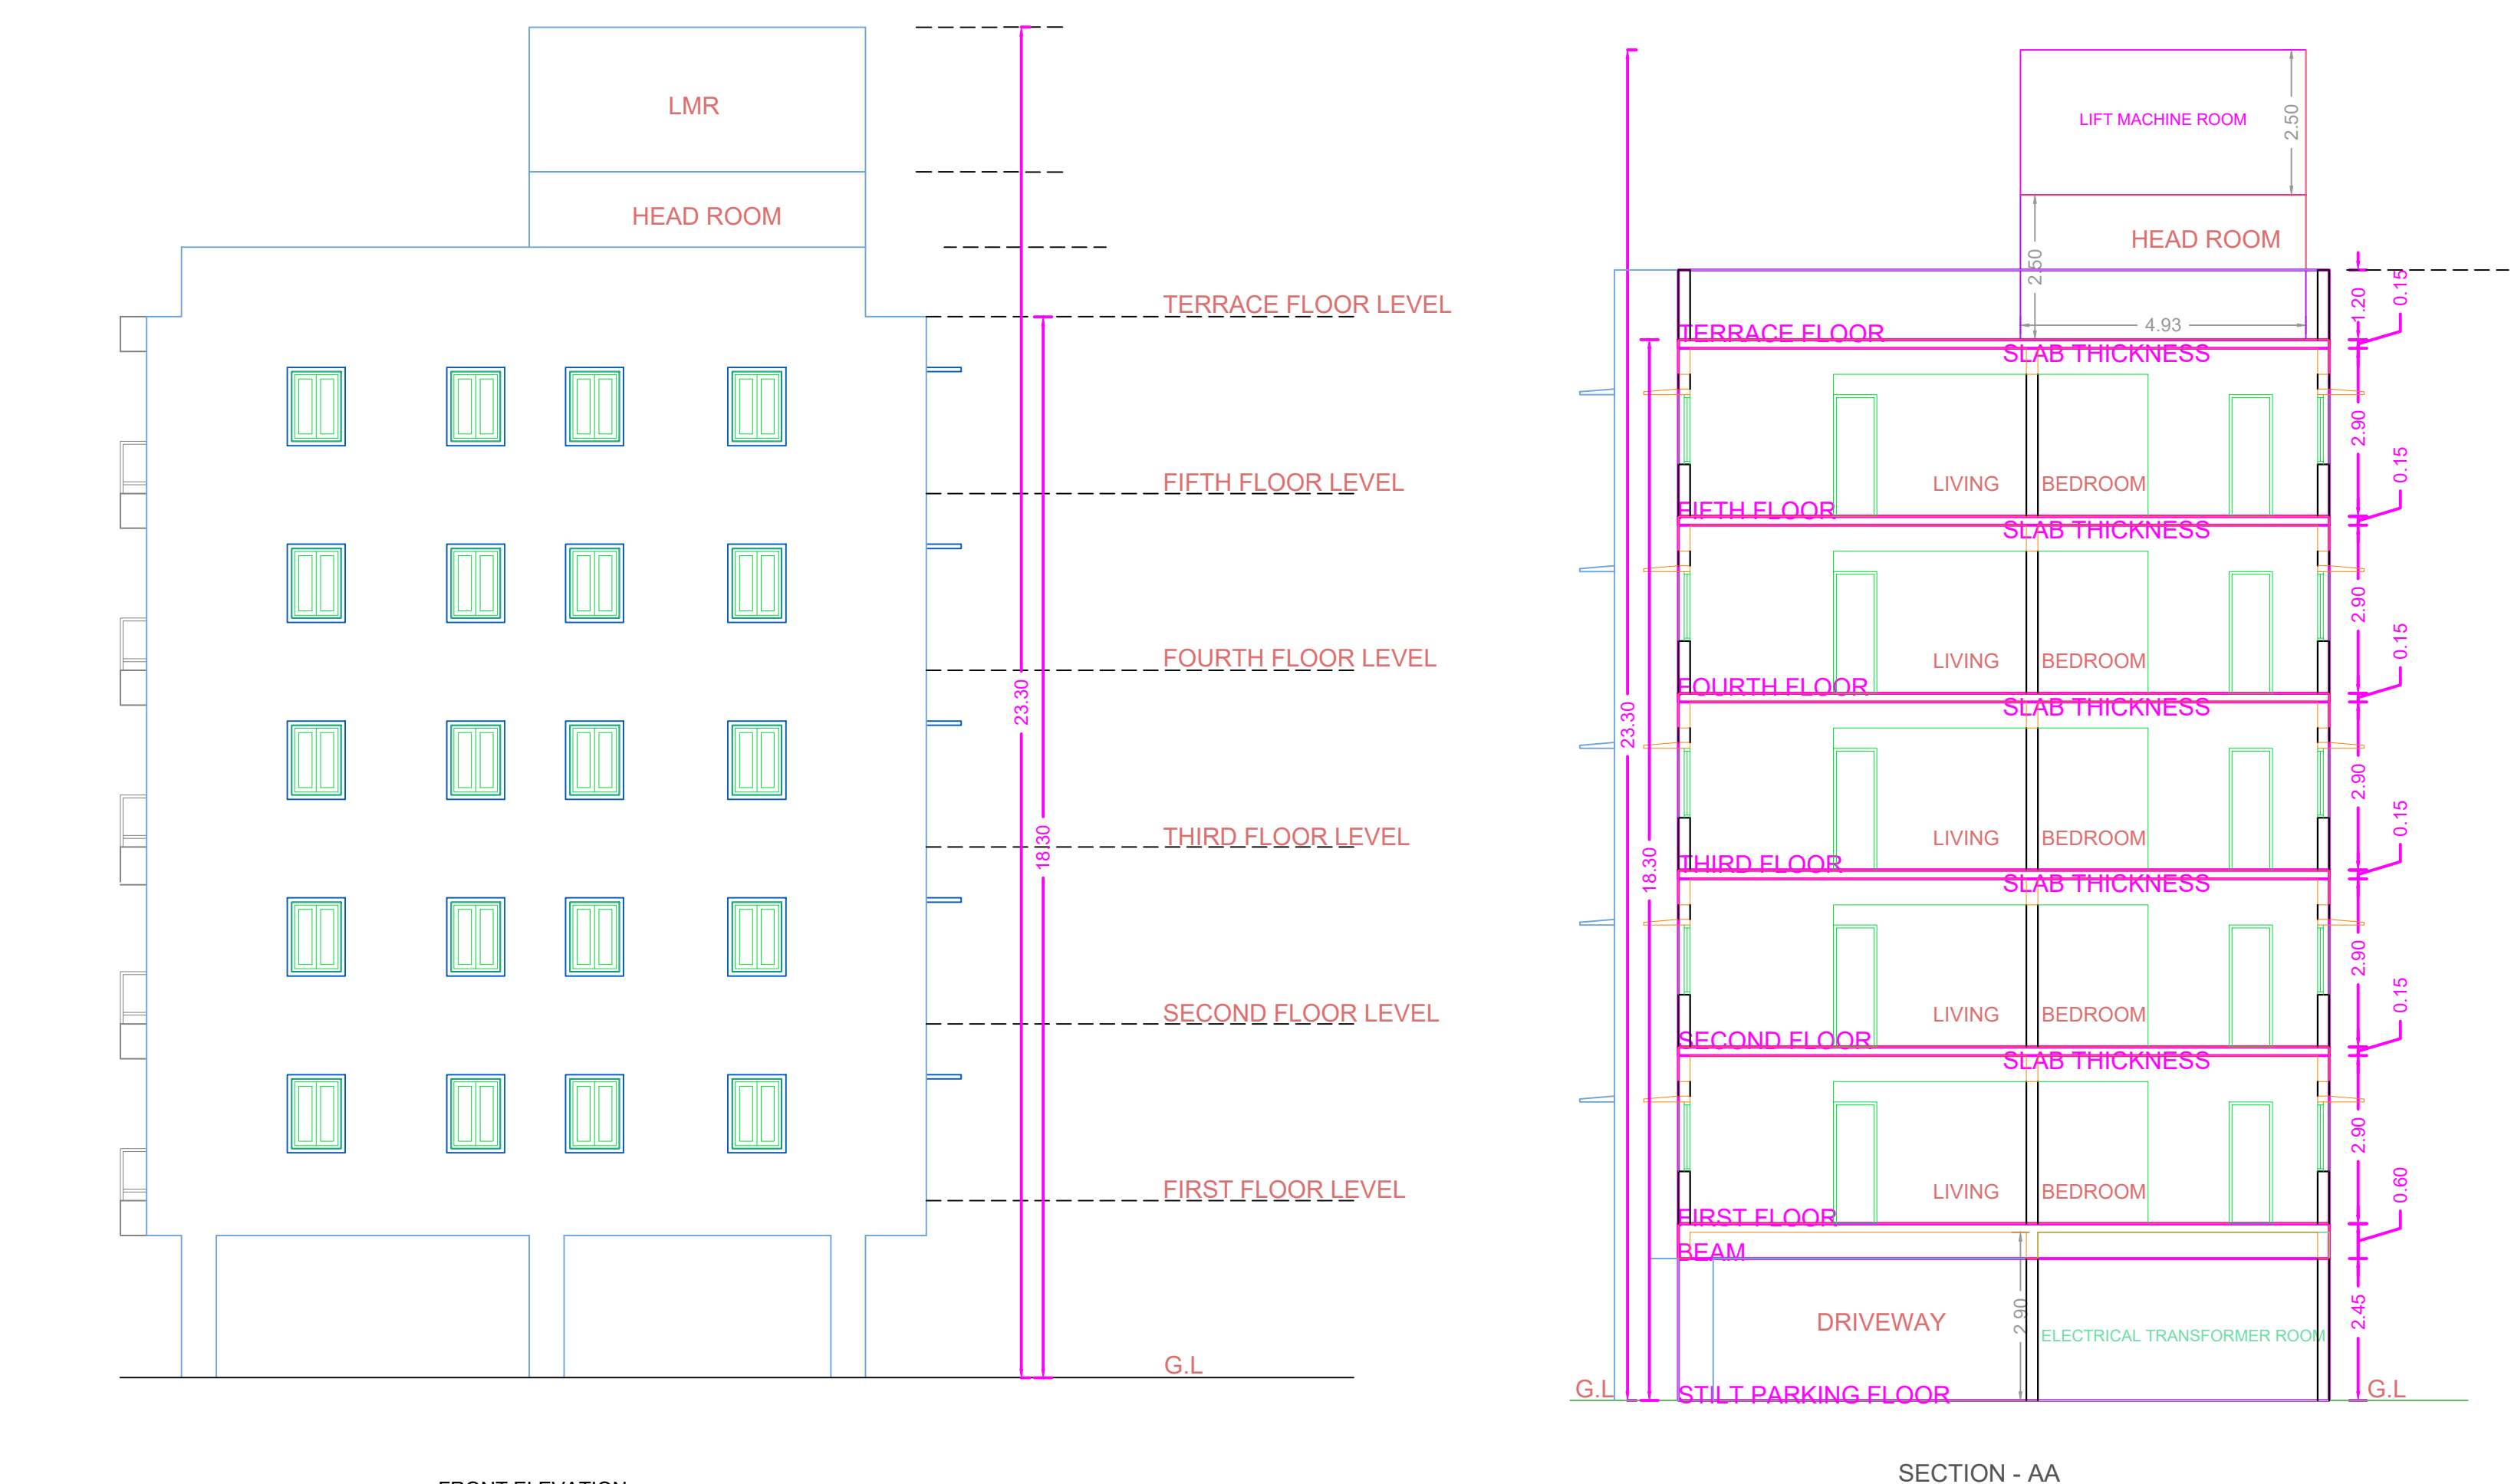 LMR
HEAD ROOM
TERRACE FLOOR LEVEL
FIFTH FLOOR LEVEL
FOURTH FLOOR LEVEL
23.30
THIRD FLOOR LEVEL
18.30
SECOND FLOOR LEVEL
FIRST FLOOR LEVEL
G.L
FRONT ELEVATION
LIFT MACHINE ROOM
2.50
HEAD ROOM
2.50
4.93
1.20
0.15
TERRACE FLOOR
SLAB THICKNESS
2.90
LIVING
BEDROOM
0.15
FIFTH FLOOR
SLAB THICKNESS
2.90
LIVING
BEDROOM
0.15
FOURTH FLOOR
SLAB THICKNESS
23.30
2.90
LIVING
BEDROOM
0.15
THIRD FLOOR
18.30
SLAB THICKNESS
2.90
LIVING
BEDROOM
0.15
SECOND FLOOR
SLAB THICKNESS
2.90
LIVING
BEDROOM
0.60
FIRST FLOOR
BEAM
DRIVEWAY
2.90
ELECTRICAL TRANSFORMER ROOM
2.45
G.L
STILT PARKING FLOOR
G.L
SECTION - AA